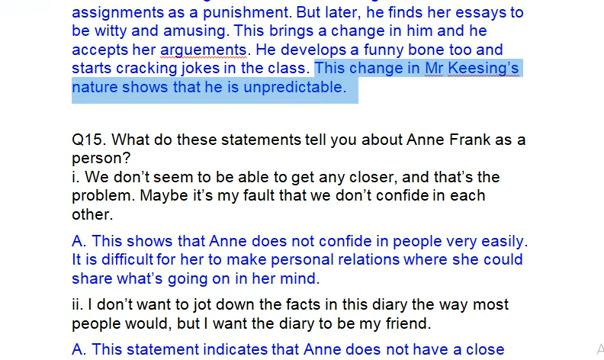 assignments as a punishment. But later, he finds her essays to
be witty and amusing. This brings a change in him and he
accepts her arguements. He develops a funny bone too and
starts cracking jokes in the class. This change in Mr Keesing's
nature shows that he is unpredictable.
Q15. What do these statements tell you about Anne Frank as a
person?
i. We don't seem to be able to get any closer, and that's the
problem. Maybe it's my fault that we don't confide in each
other.
A. This shows that Anne does not confide in people very easily.
It is difficult for her to make personal relations where she could
share what's going on in her mind.
ii. I don't want to jot down the facts in this diary the way most
people would, but I want the diary to be my friend.
A. This statement indicates that Anne does not have a close